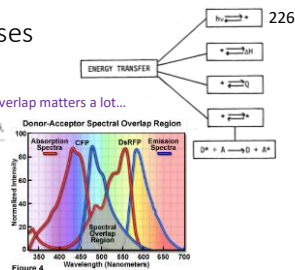 ses
226
hν ⇌ *
* ⇌ ΔH
ENERGY TRANSFER
* ⇌ Q
* ⇌ *
D* + A → D + A*
overlap matters a lot…
Donor-Acceptor Spectral Overlap Region
Absorption Spectra
CFP
DsRFP
Emission Spectra
Normalized Intensity
100
80
60
40
20
0
Spectral Overlap Region
350 400 450 500 550 600 650 700
Wavelength (Nanometers)
Figure 4